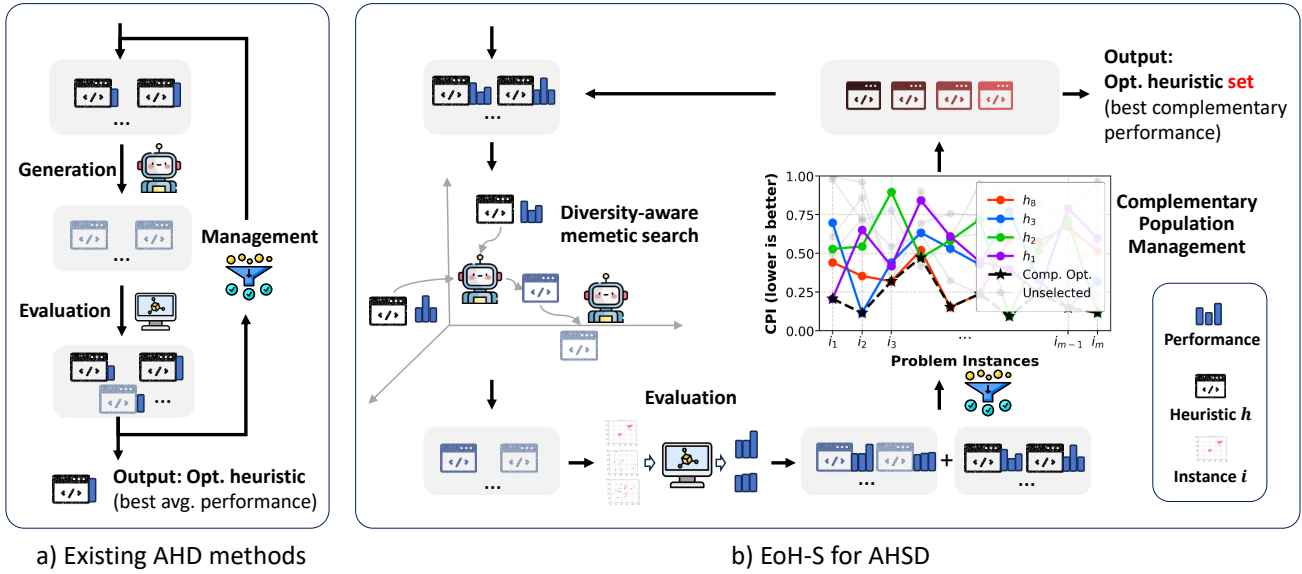 ...
Generation
Management
Evaluation
...
Output: Opt. heuristic
(best avg. performance)
a) Existing AHD methods
...
Output:
Opt. heuristic set
(best complementary
performance)
Diversity-aware
memetic search
Complementary
Population
Management
CPI (lower is better)
1.00
0.75
0.50
0.25
0.00
h₈
h₃
h₂
h₁
Comp. Opt.
Unselected
i₁ i₂ i₃ ... iₘ₋₁ iₘ
Problem Instances
Evaluation
...
+
...
...
Performance
Heuristic h
Instance i
b) EoH-S for AHSD